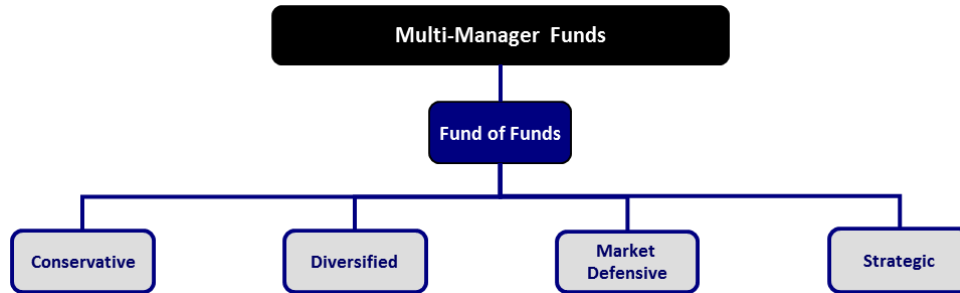 Multi-Manager Funds
Fund of Funds
Conservative
Diversified
Market
Defensive
Strategic